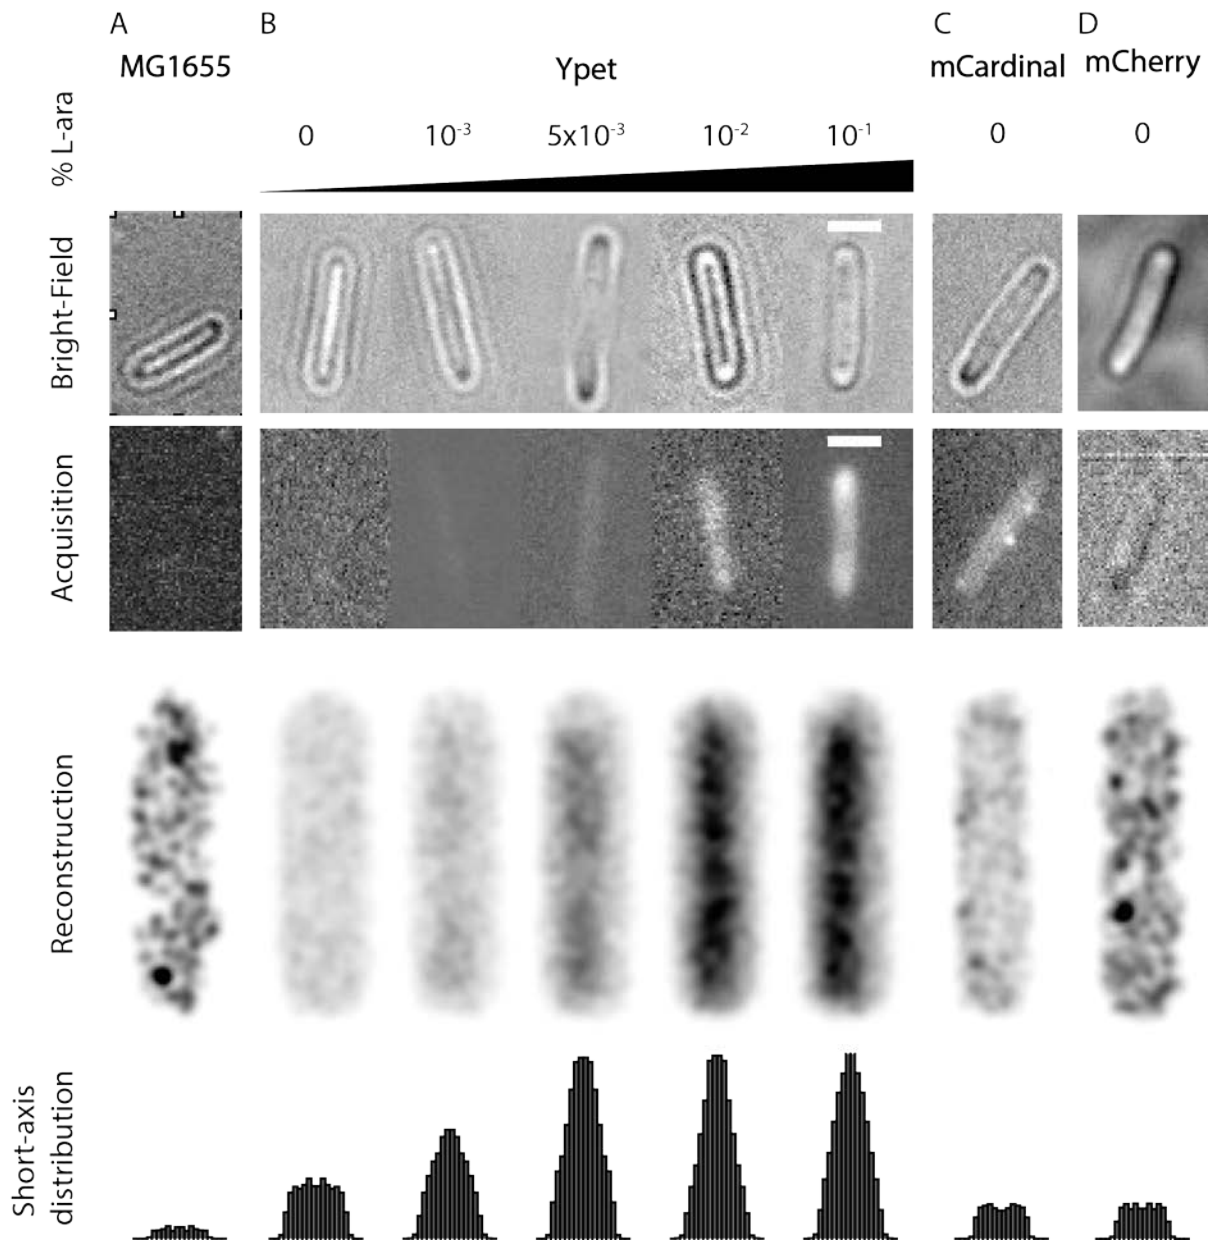 A
B
C
D
MG1655
Ypet
mCardinal
mCherry
% L-ara
0
10⁻³
5x10⁻³
10⁻²
10⁻¹
0
0
Bright-Field
Acquisition
Reconstruction
Short-axis
distribution